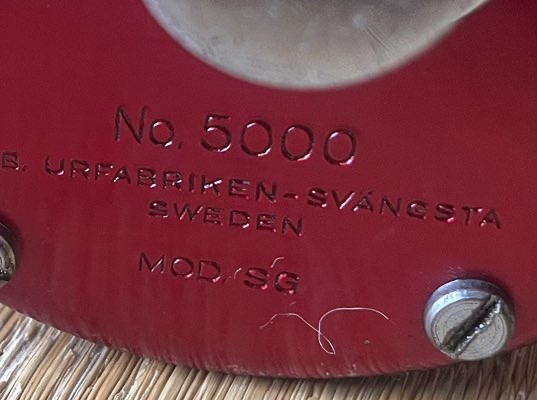 No. 5000
B. URFABRIKEN-SVÄNGSTA
SWEDEN
MOD. SG